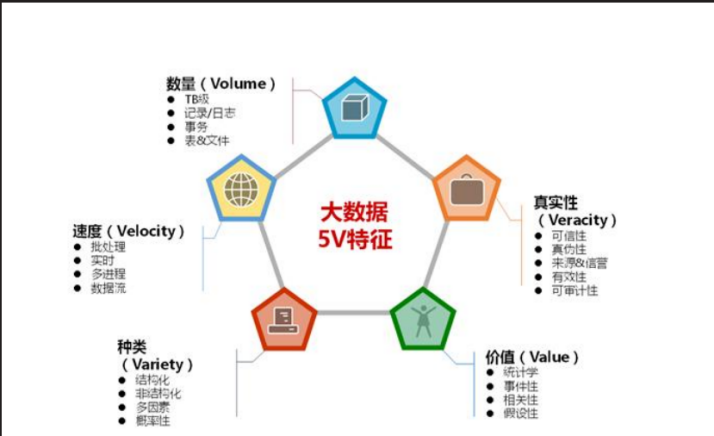 数量（Volume）
TB级
记录/日志
事务
表&文件
大数据
5V特征
真实性
（Veracity）
可信性
真伪性
来源&信誉
有效性
可审计性
速度（Velocity）
批处理
实时
多进程
数据流
种类
（Variety）
结构化
非结构化
多因素
概率性
价值（Value）
统计学
事件性
相关性
假设性